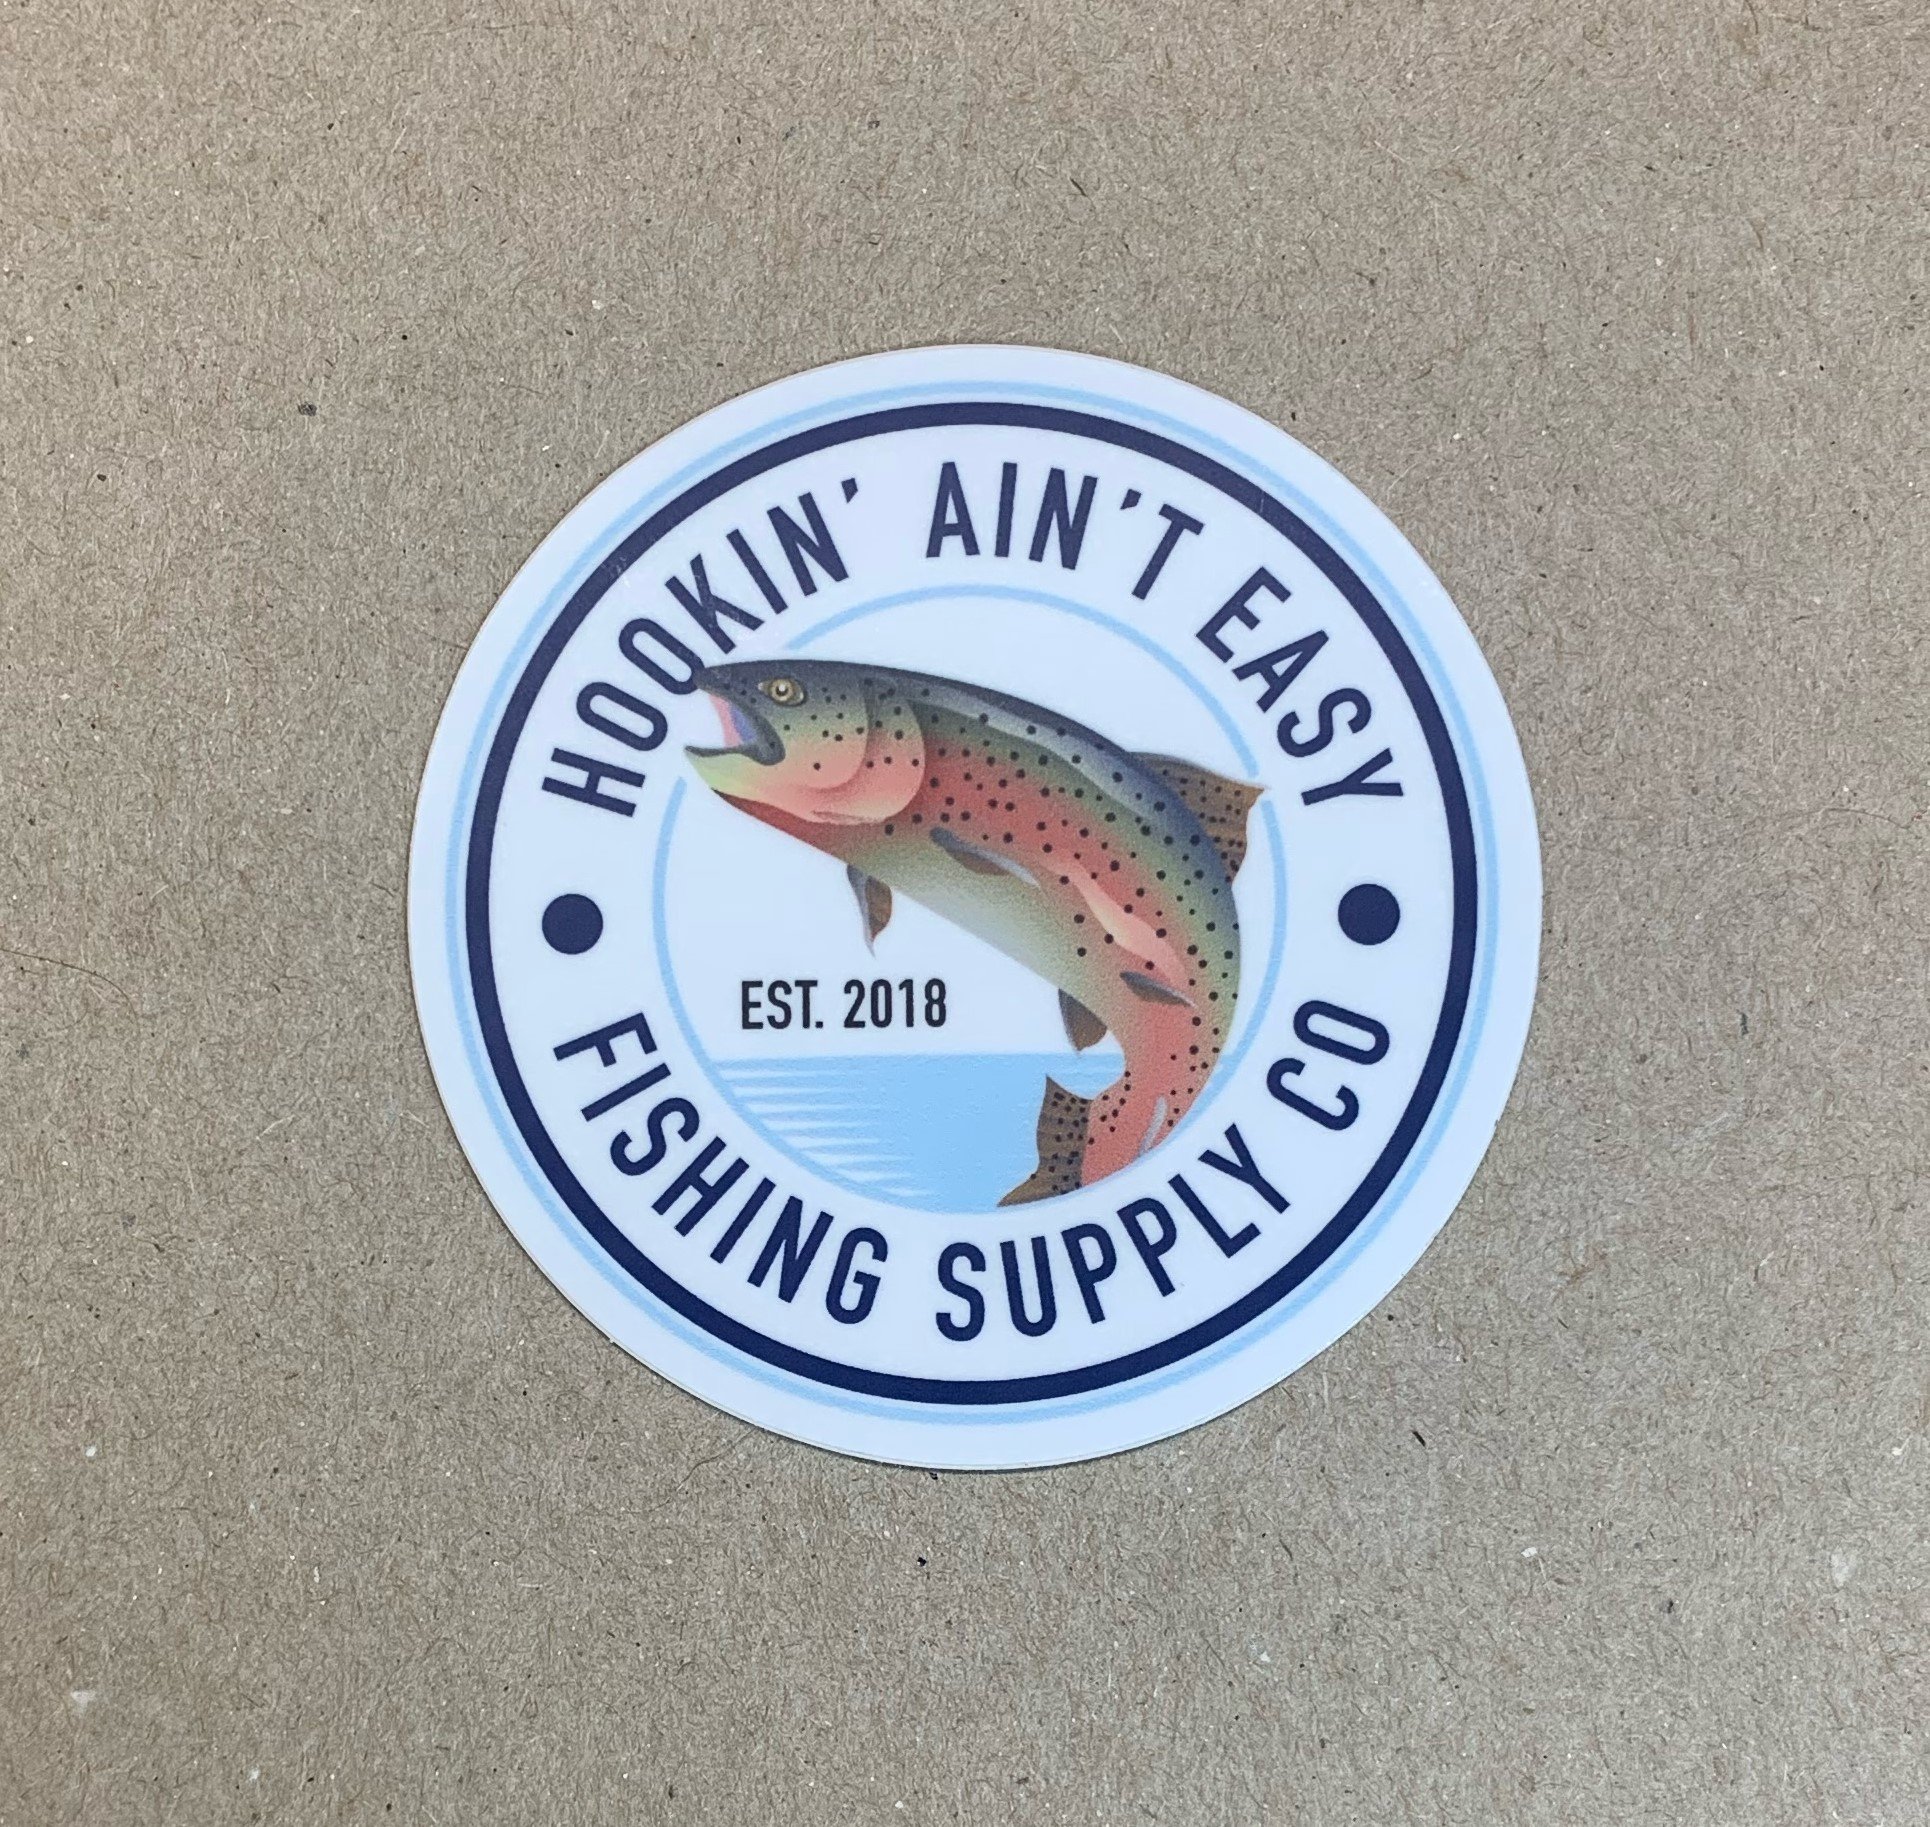 HOOKIN' AIN'T EASY
EST. 2018
FISHING SUPPLY CO